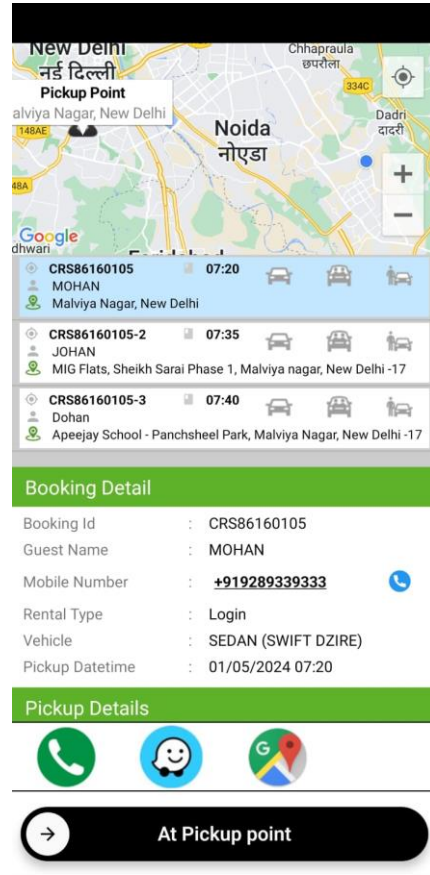 New Delhi
नई दिल्ली
Pickup Point
alviya Nagar, New Delhi
148AE
Chhapraula
छपरौला
334C
Dadri
दादरी
Noida
नोएडा
48A
+
−
Google
dhwari
CRS86160105 07:20
MOHAN
Malviya Nagar, New Delhi
CRS86160105-2 07:35
JOHAN
MIG Flats, Sheikh Sarai Phase 1, Malviya nagar, New Delhi -17
CRS86160105-3 07:40
Dohan
Apeejay School - Panchsheel Park, Malviya Nagar, New Delhi -17
Booking Detail
Booking Id : CRS86160105
Guest Name : MOHAN
Mobile Number : +919289339333
Rental Type : Login
Vehicle : SEDAN (SWIFT DZIRE)
Pickup Datetime : 01/05/2024 07:20
Pickup Details
G
At Pickup point